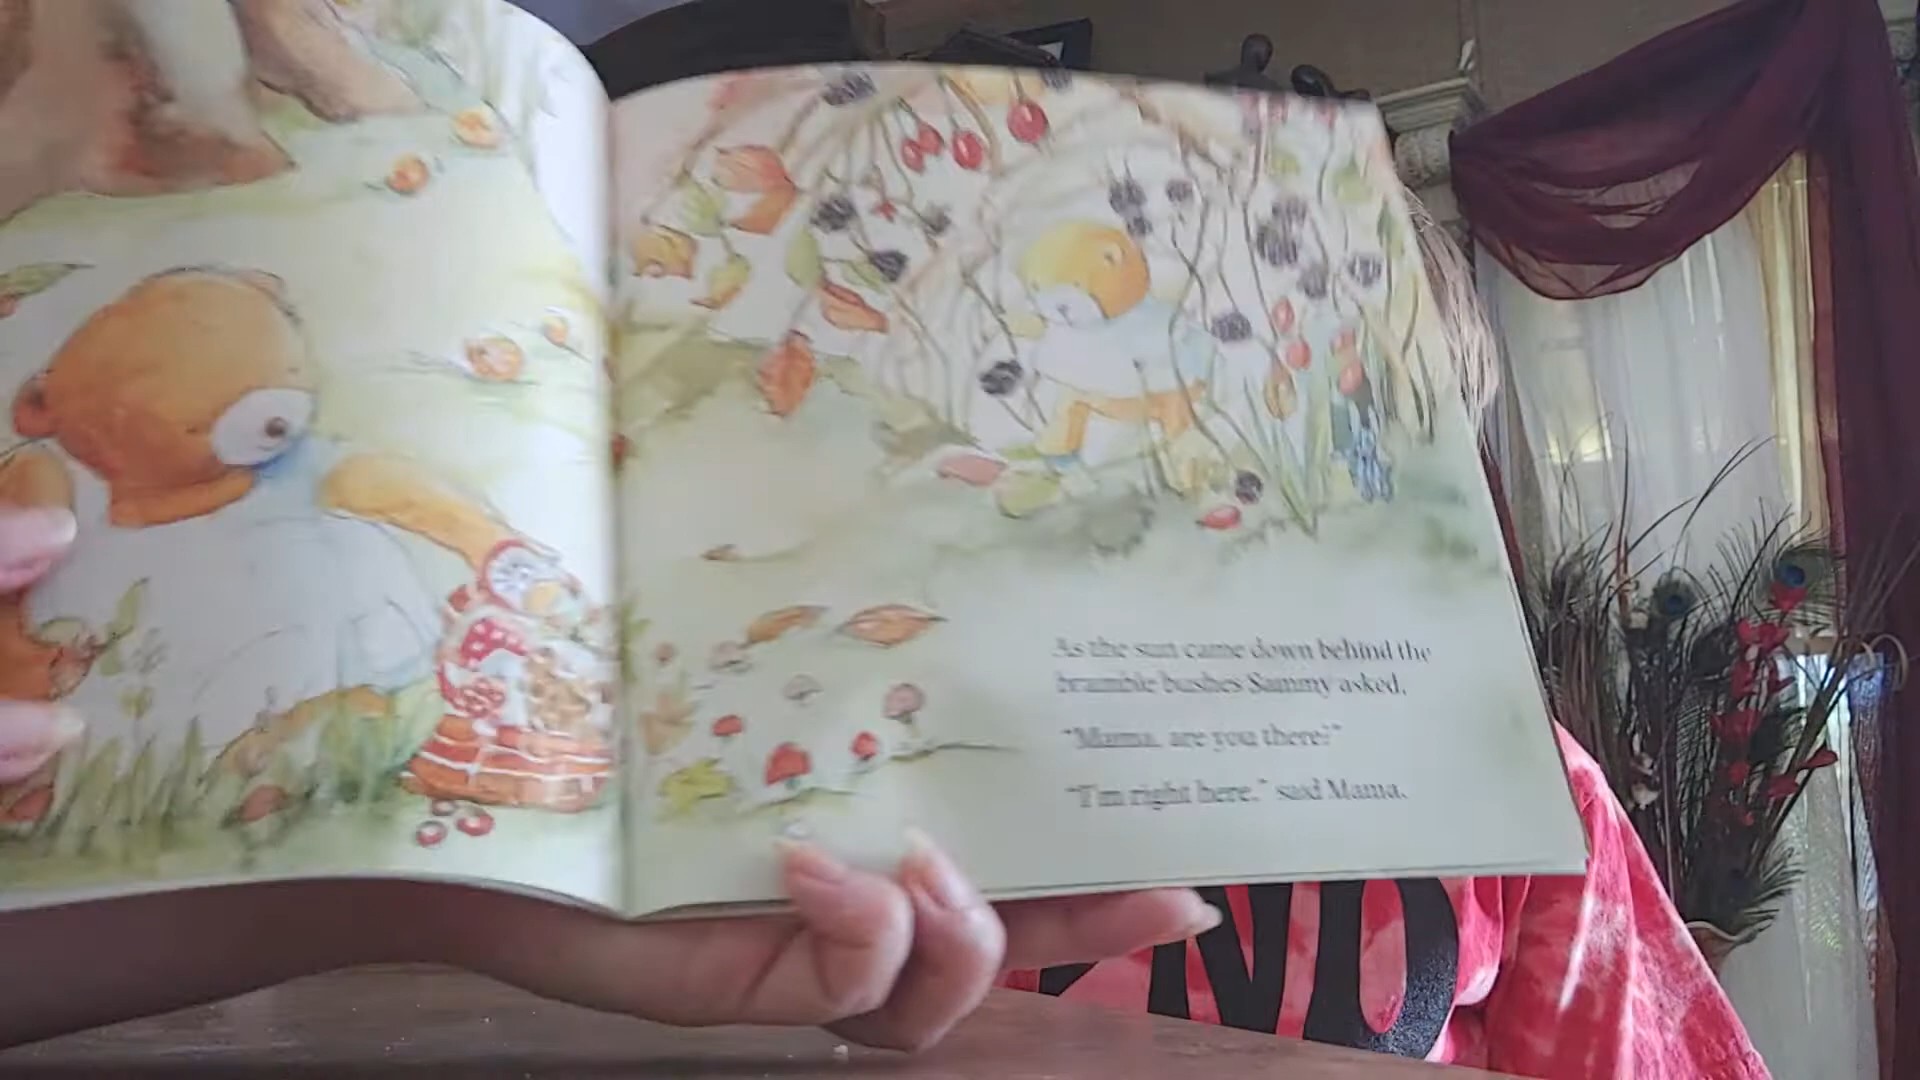 As the sun came down behind the
bramble bushes Sammy asked,
"Mama, are you there?"
"I'm right here," said Mama.